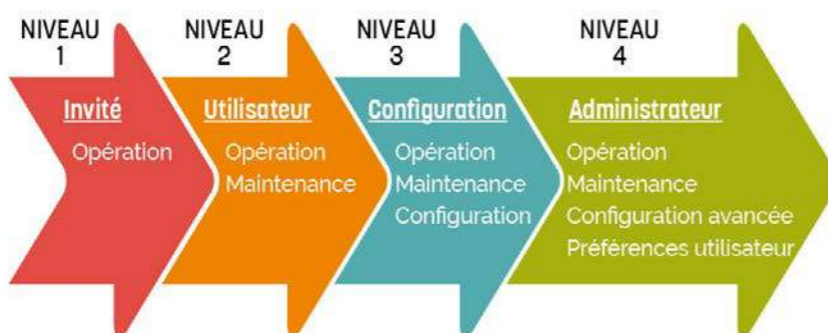 NIVEAU
1
Invité
Opération
NIVEAU
2
Utilisateur
Opération
Maintenance
NIVEAU
3
Configuration
Opération
Maintenance
Configuration
NIVEAU
4
Administrateur
Opération
Maintenance
Configuration avancée
Préférences utilisateur